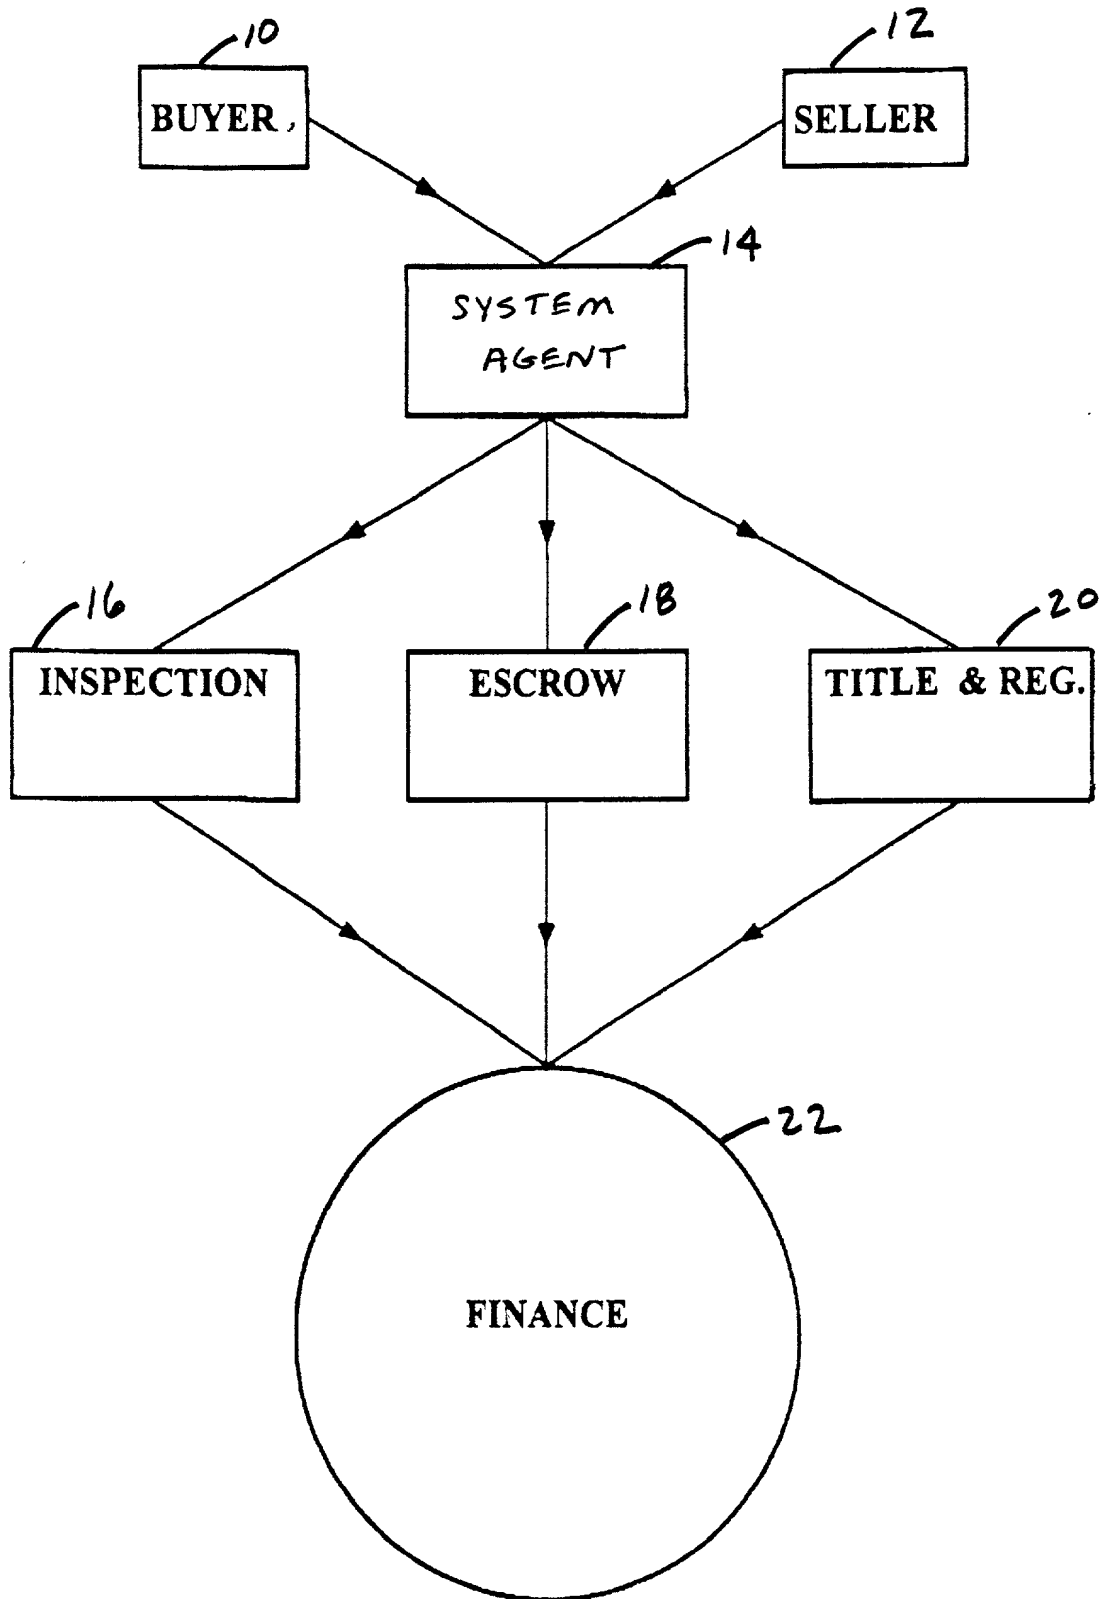 10
12
BUYER
SELLER
14
SYSTEM
AGENT
16
18
20
INSPECTION
ESCROW
TITLE & REG.
22
FINANCE